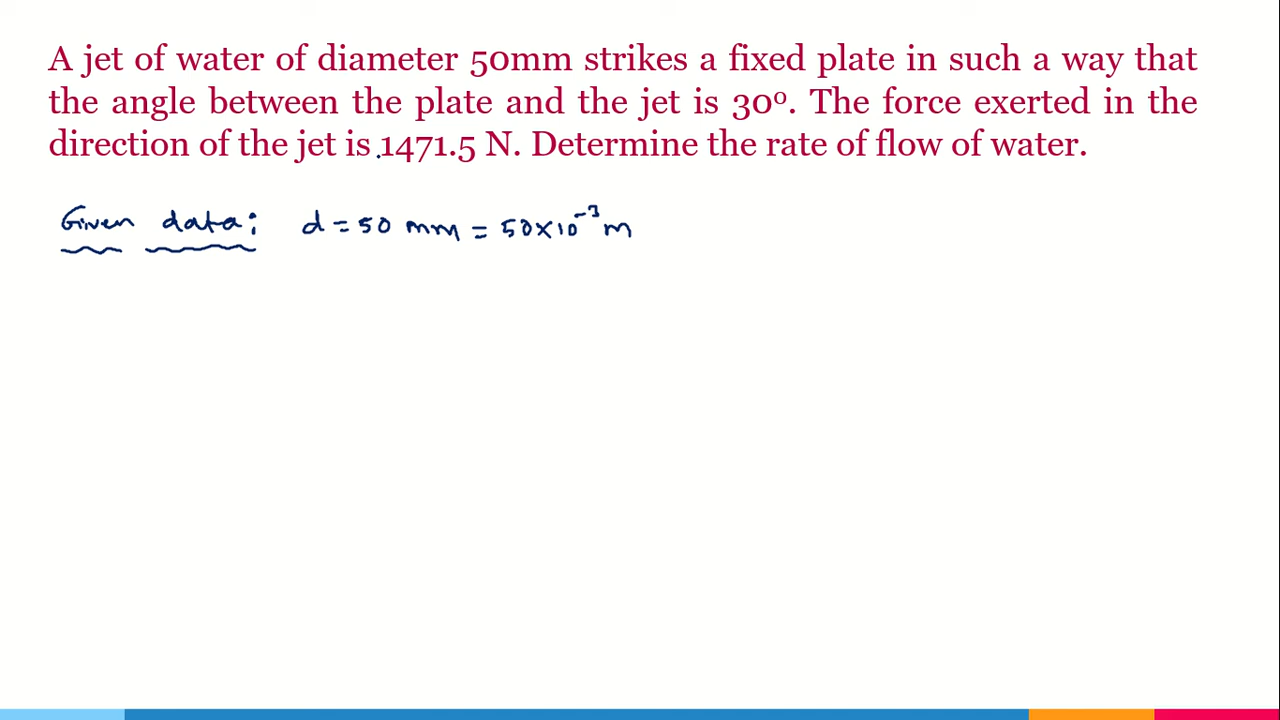 A jet of water of diameter 50mm strikes a fixed plate in such a way that
the angle between the plate and the jet is 30⁰. The force exerted in the
direction of the jet is 1471.5 N. Determine the rate of flow of water.
Given data: d = 50 mm = 50×10⁻³ m